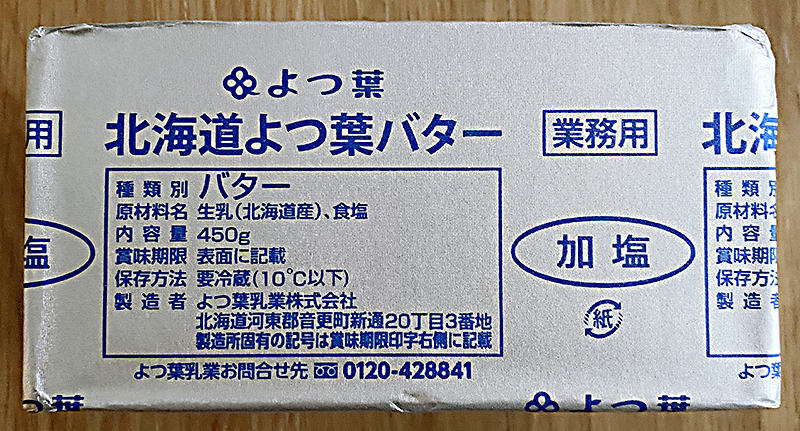 よつ葉
北海道よつ葉バター
業務用
種類別 バター
原材料名 生乳(北海道産)、食塩
内容量 450g
賞味期限 表面に記載
保存方法 要冷蔵(10℃以下)
製造者 よつ葉乳業株式会社
北海道河東郡音更町新通20丁目3番地
製造所固有の記号は賞味期限印字右側に記載
よつ葉乳業お問合せ先 0120-428841
加塩
紙
用
塩
北海
種類別
原材料名
内容量
賞味期限
保存方
製造者
よつ
つ葉
よつ葉